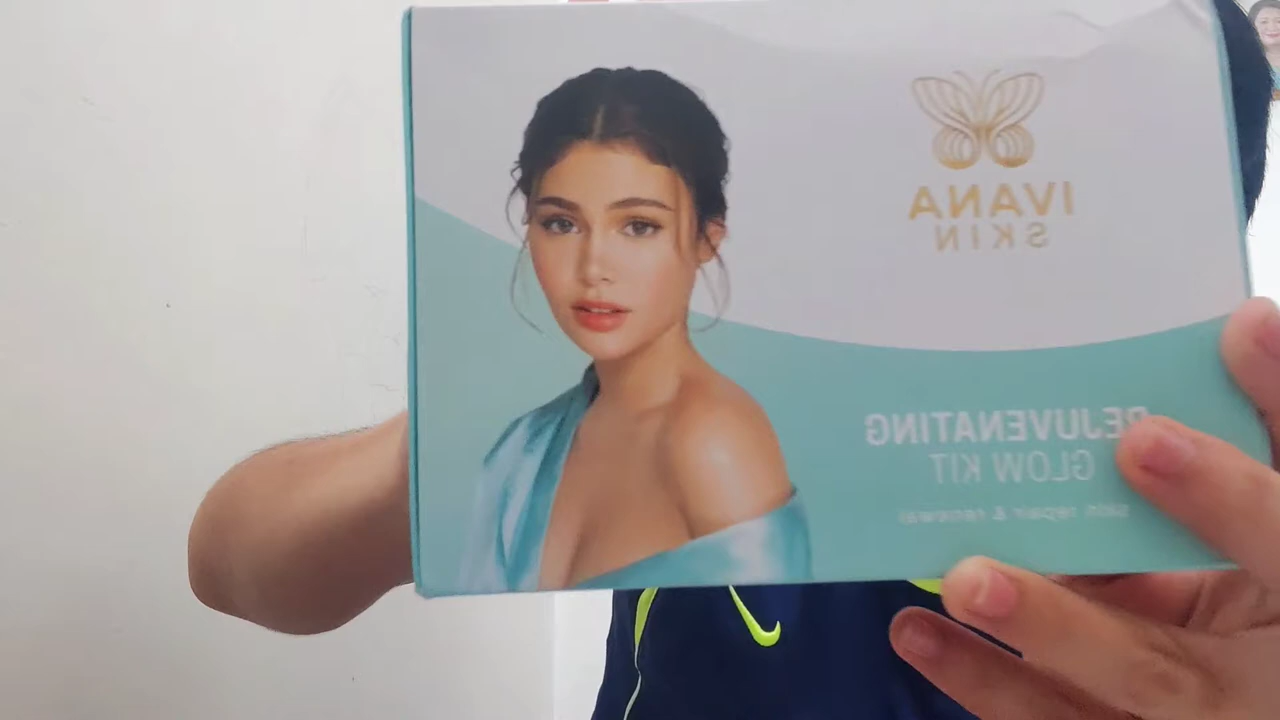 IVANA
SKIN
REJUVENATING
GLOW KIT
skin repair & renewal